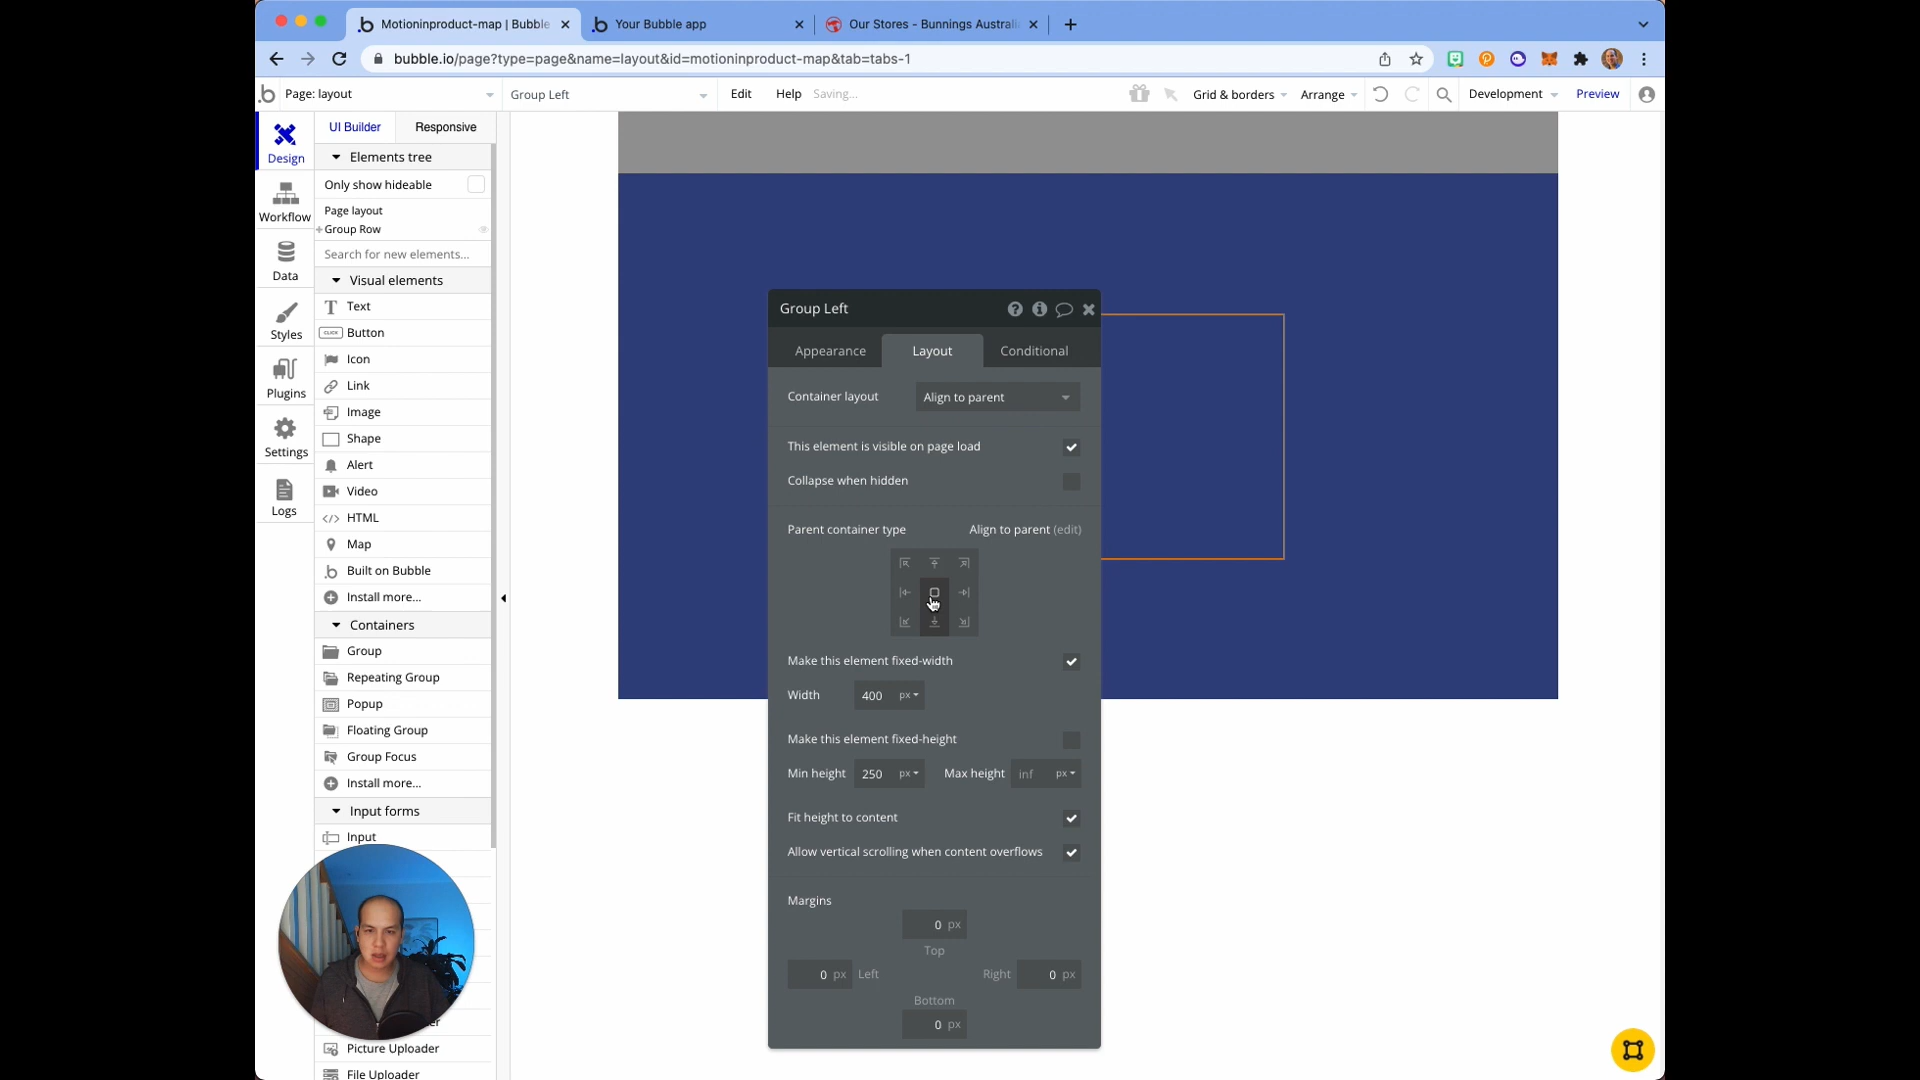 Motioninproduct-map | Bubble
Your Bubble app
Our Stores - Bunnings Australi
bubble.io/page?type=page&name=layout&id=motioninproduct-map&tab=tabs-1
Page: layout
Group Left
Edit
Help
Saving...
Grid & borders
Arrange
Development
Preview
UI Builder
Responsive
Design
Workflow
Data
Styles
Plugins
Settings
Logs
Elements tree
Only show hideable
Page layout
+ Group Row
Search for new elements...
Visual elements
Text
CLICK Button
Icon
Link
Image
Shape
Alert
Video
HTML
Map
Built on Bubble
Install more...
Containers
Group
Repeating Group
Popup
Floating Group
Group Focus
Install more...
Input forms
Input
Picture Uploader
File Uploader
Group Left
Appearance
Layout
Conditional
Container layout
Align to parent
This element is visible on page load
Collapse when hidden
Parent container type
Align to parent (edit)
Make this element fixed-width
Width
400 px
Make this element fixed-height
Min height
250 px
Max height
inf px
Fit height to content
Allow vertical scrolling when content overflows
Margins
0 px
Top
0 px Left
Right 0 px
Bottom
0 px